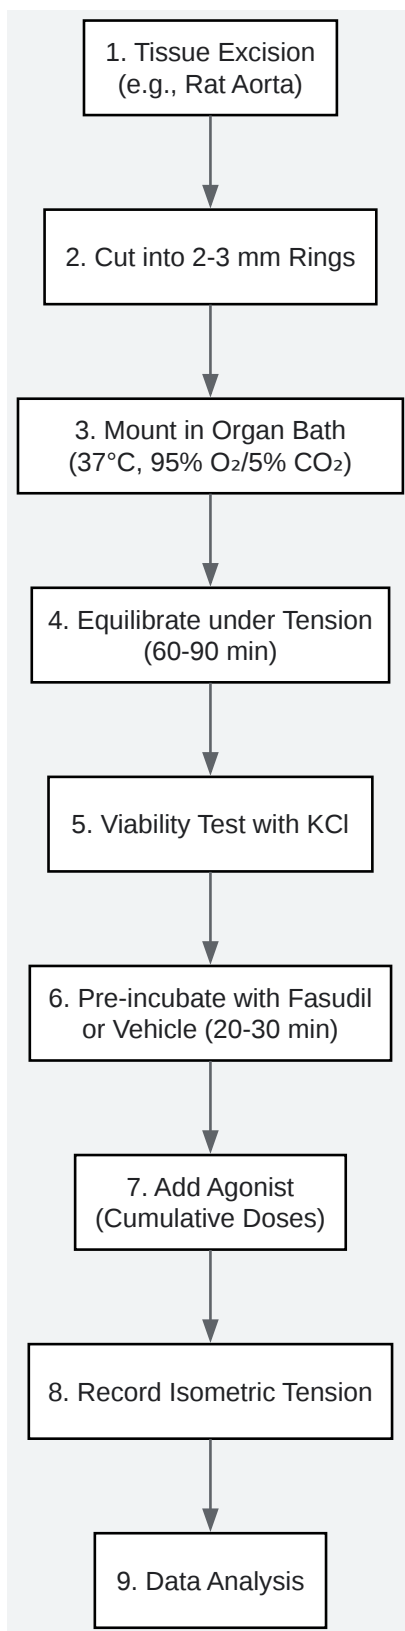 1. Tissue Excision
(e.g., Rat Aorta)
2. Cut into 2-3 mm Rings
3. Mount in Organ Bath
(37°C, 95% O₂/5% CO₂)
4. Equilibrate under Tension
(60-90 min)
5. Viability Test with KCl
6. Pre-incubate with Fasudil
or Vehicle (20-30 min)
7. Add Agonist
(Cumulative Doses)
8. Record Isometric Tension
9. Data Analysis